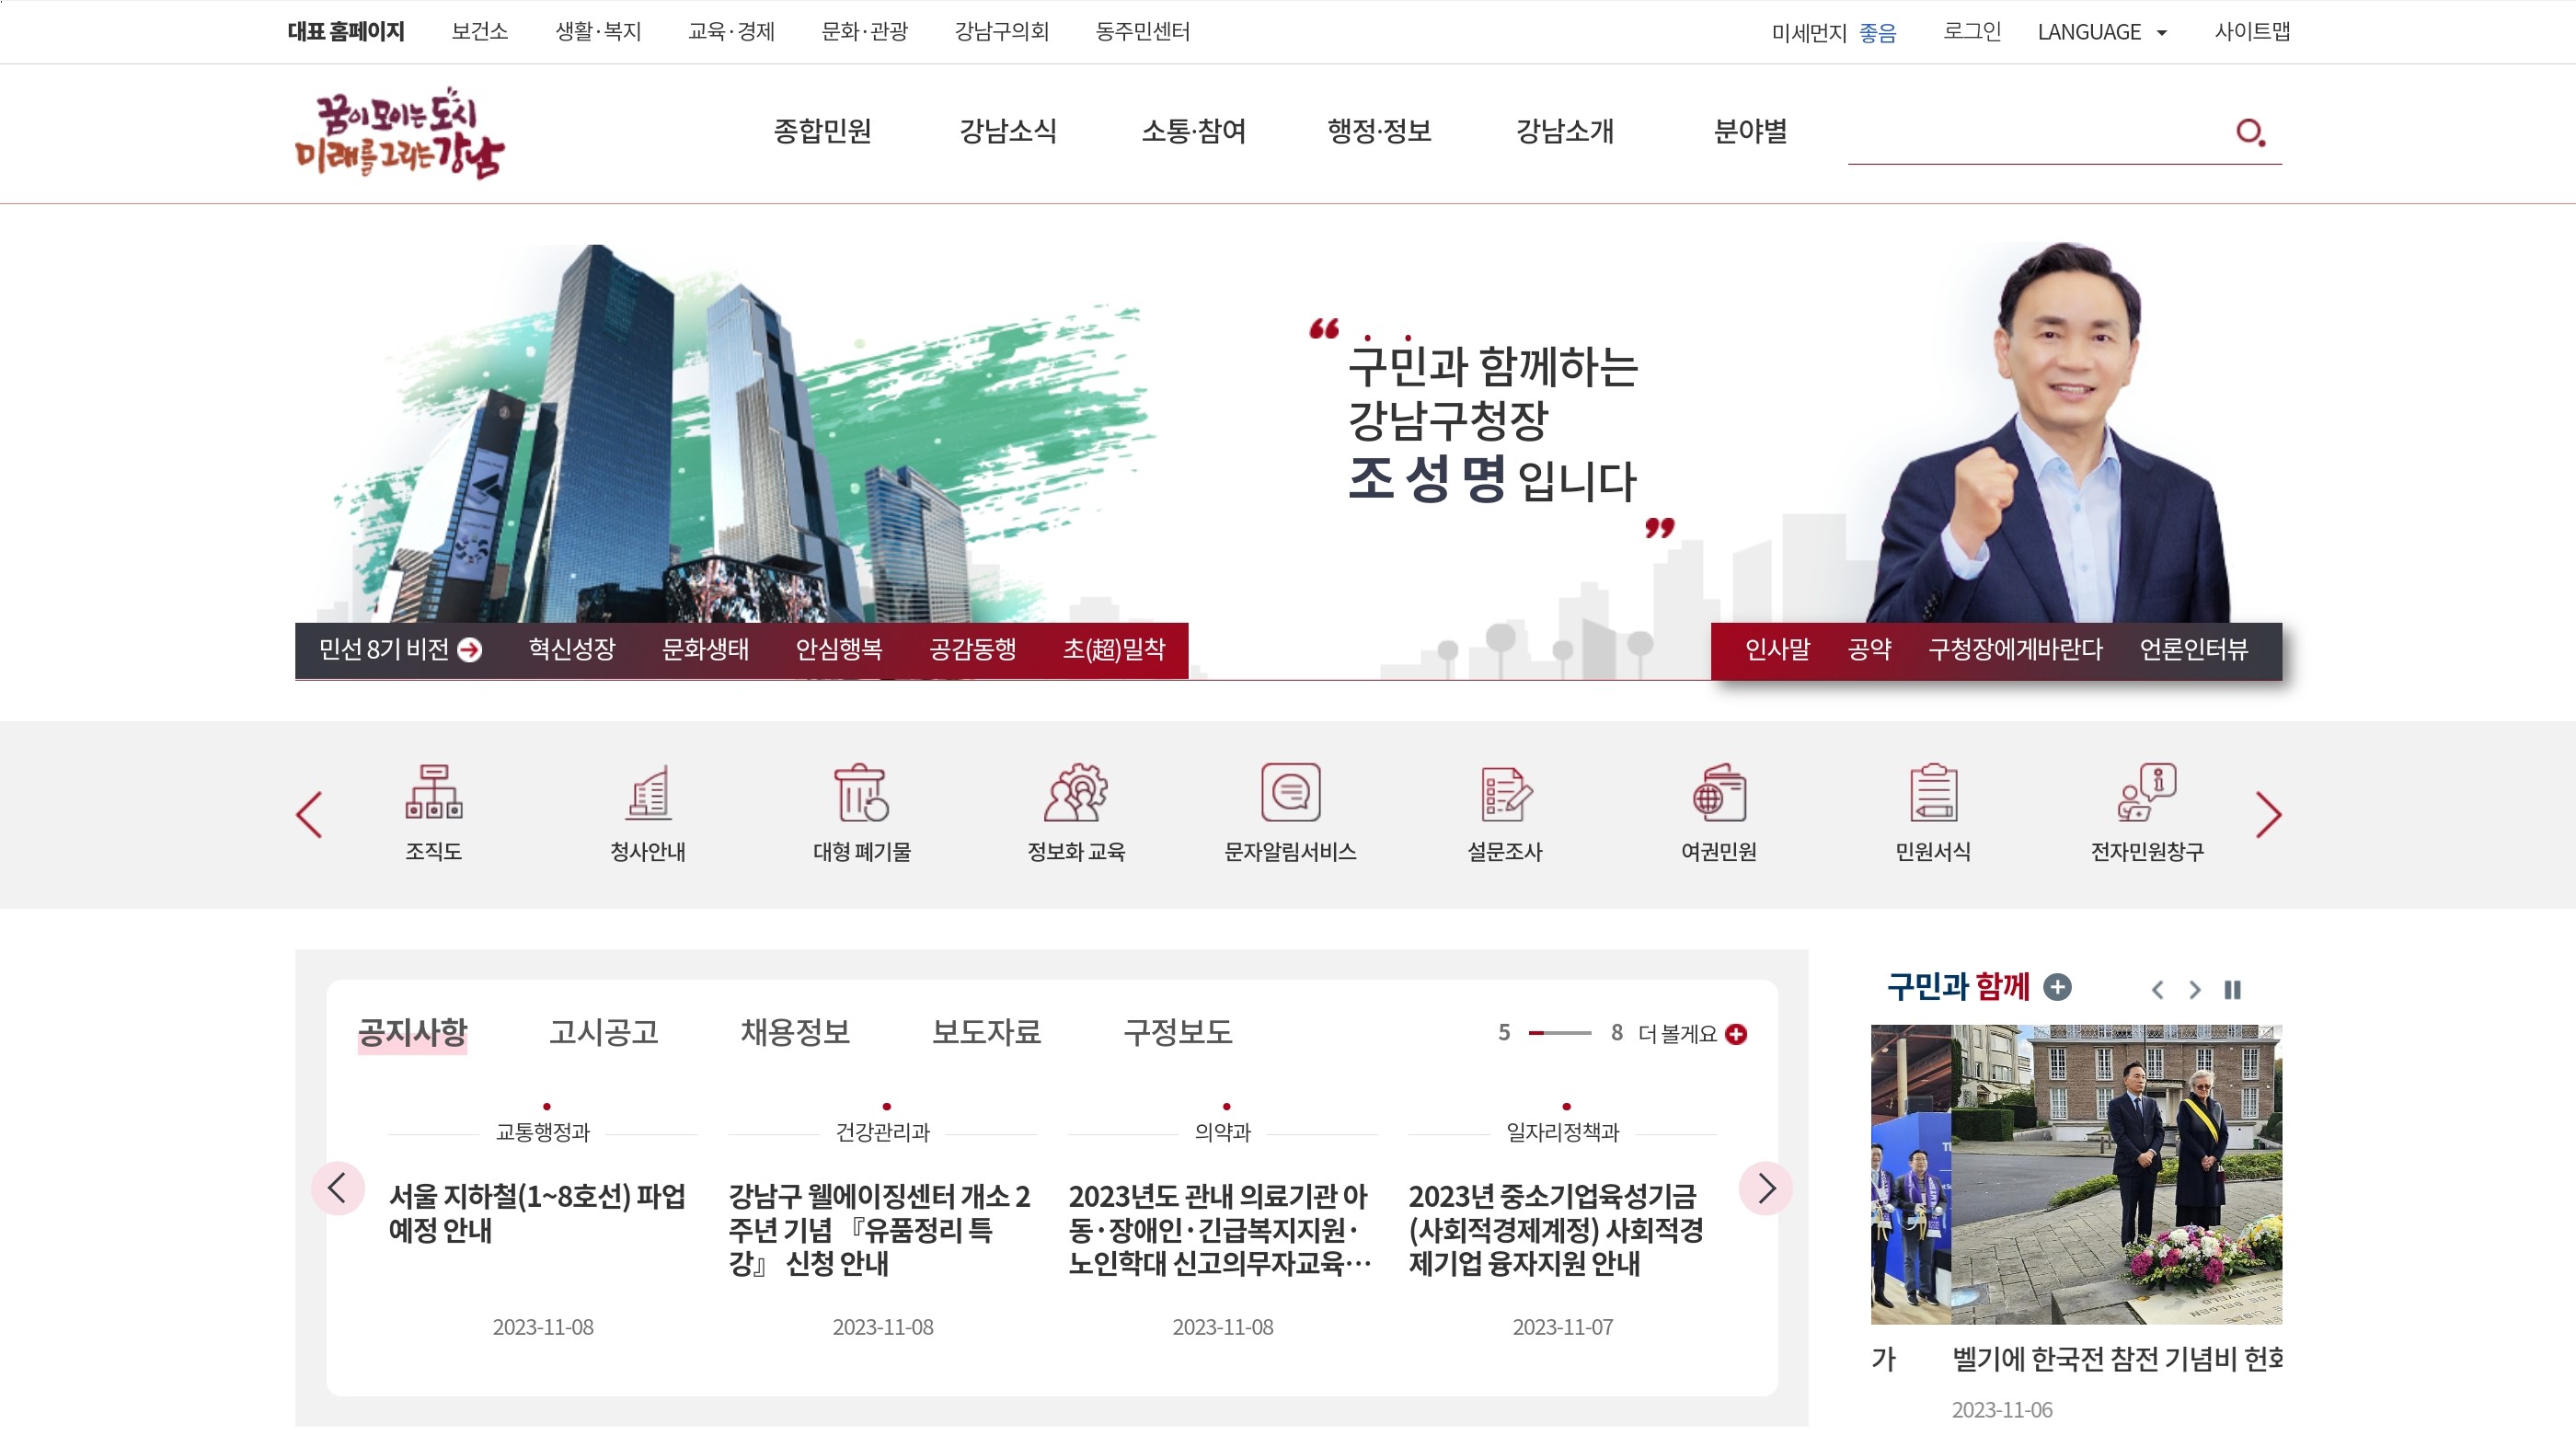 대표 홈페이지 보건소 생활·복지 교육·경제 문화·관광 강남구의회 동주민센터 미세먼지 좋음 로그인 LANGUAGE 사이트맵
꿈이 모이는 도시
미래를 그리는 강남
종합민원 강남소식 소통·참여 행정·정보 강남소개 분야별
“ 구민과 함께하는
강남구청장
조성명 입니다 ”
민선 8기 비전 혁신성장 문화생태 안심행복 공감동행 초(超)밀착
인사말 공약 구청장에게바란다 언론인터뷰
조직도 청사안내 대형 폐기물 정보화 교육 문자알림서비스 설문조사 여권민원 민원서식 전자민원창구
공지사항 고시공고 채용정보 보도자료 구정보도 5 8 더 볼게요
교통행정과
서울 지하철(1~8호선) 파업
예정 안내
2023-11-08
건강관리과
강남구 웰에이징센터 개소 2
주년 기념 『유품정리 특
강』 신청 안내
2023-11-08
의약과
2023년도 관내 의료기관 아
동·장애인·긴급복지지원·
노인학대 신고의무자교육…
2023-11-08
일자리정책과
2023년 중소기업육성기금
(사회적경제계정) 사회적경
제기업 융자지원 안내
2023-11-07
구민과 함께
가
벨기에 한국전 참전 기념비 헌화
2023-11-06